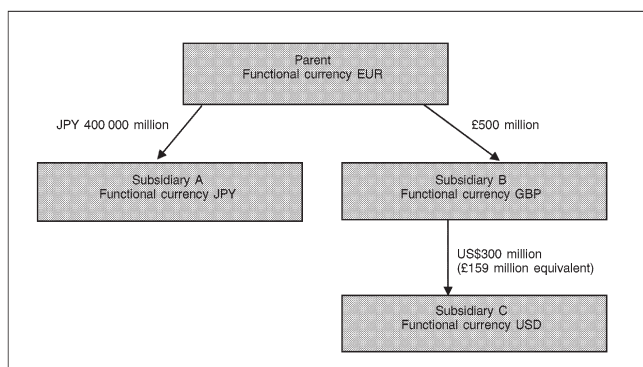 Parent
Functional currency EUR
JPY 400 000 million
£500 million
Subsidiary A
Functional currency JPY
Subsidiary B
Functional currency GBP
US$300 million
(£159 million equivalent)
Subsidiary C
Functional currency USD